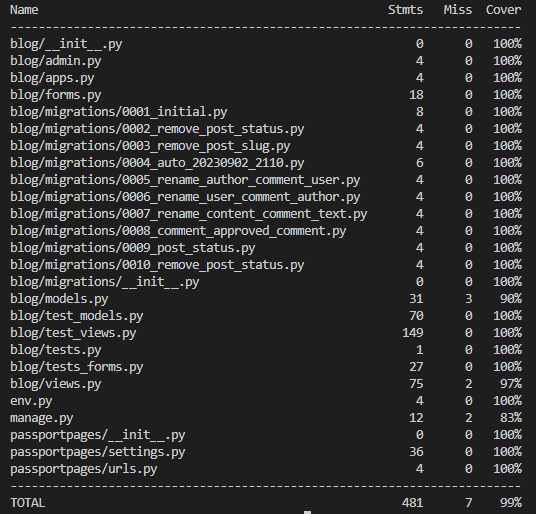 Name Stmts Miss Cover
--------------------------------------------------------------------------
blog/__init__.py 0 0 100%
blog/admin.py 4 0 100%
blog/apps.py 4 0 100%
blog/forms.py 18 0 100%
blog/migrations/0001_initial.py 8 0 100%
blog/migrations/0002_remove_post_status.py 4 0 100%
blog/migrations/0003_remove_post_slug.py 4 0 100%
blog/migrations/0004_auto_20230902_2110.py 6 0 100%
blog/migrations/0005_rename_author_comment_user.py 4 0 100%
blog/migrations/0006_rename_user_comment_author.py 4 0 100%
blog/migrations/0007_rename_content_comment_text.py 4 0 100%
blog/migrations/0008_comment_approved_comment.py 4 0 100%
blog/migrations/0009_post_status.py 4 0 100%
blog/migrations/0010_remove_post_status.py 4 0 100%
blog/migrations/__init__.py 0 0 100%
blog/models.py 31 3 90%
blog/test_models.py 70 0 100%
blog/test_views.py 149 0 100%
blog/tests.py 1 0 100%
blog/tests_forms.py 27 0 100%
blog/views.py 75 2 97%
env.py 4 0 100%
manage.py 12 2 83%
passportpages/__init__.py 0 0 100%
passportpages/settings.py 36 0 100%
passportpages/urls.py 4 0 100%
--------------------------------------------------------------------------
TOTAL 481 7 99%